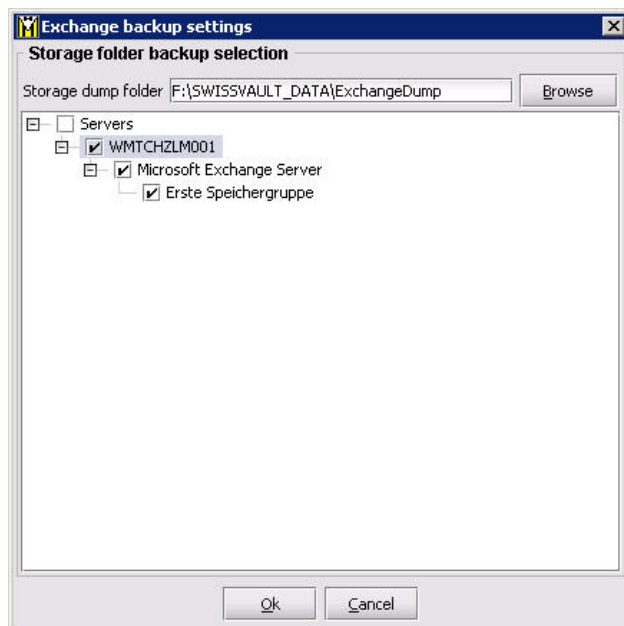 Exchange backup settings
Storage folder backup selection
Storage dump folder F:\SWISSVAULT_DATA\ExchangeDump Browse
Servers
WMTCHZLM001
Microsoft Exchange Server
Erste Speichergruppe
Ok Cancel